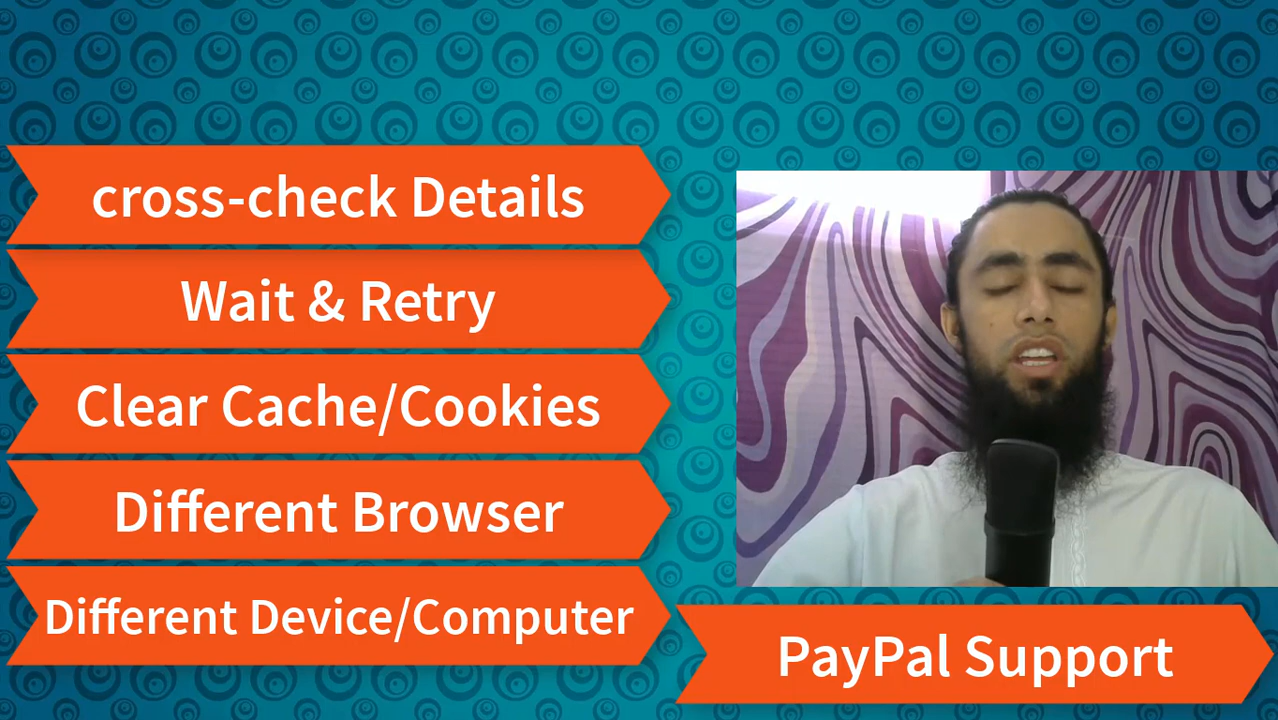 cross-check Details
Wait & Retry
Clear Cache/Cookies
Different Browser
Different Device/Computer
PayPal Support